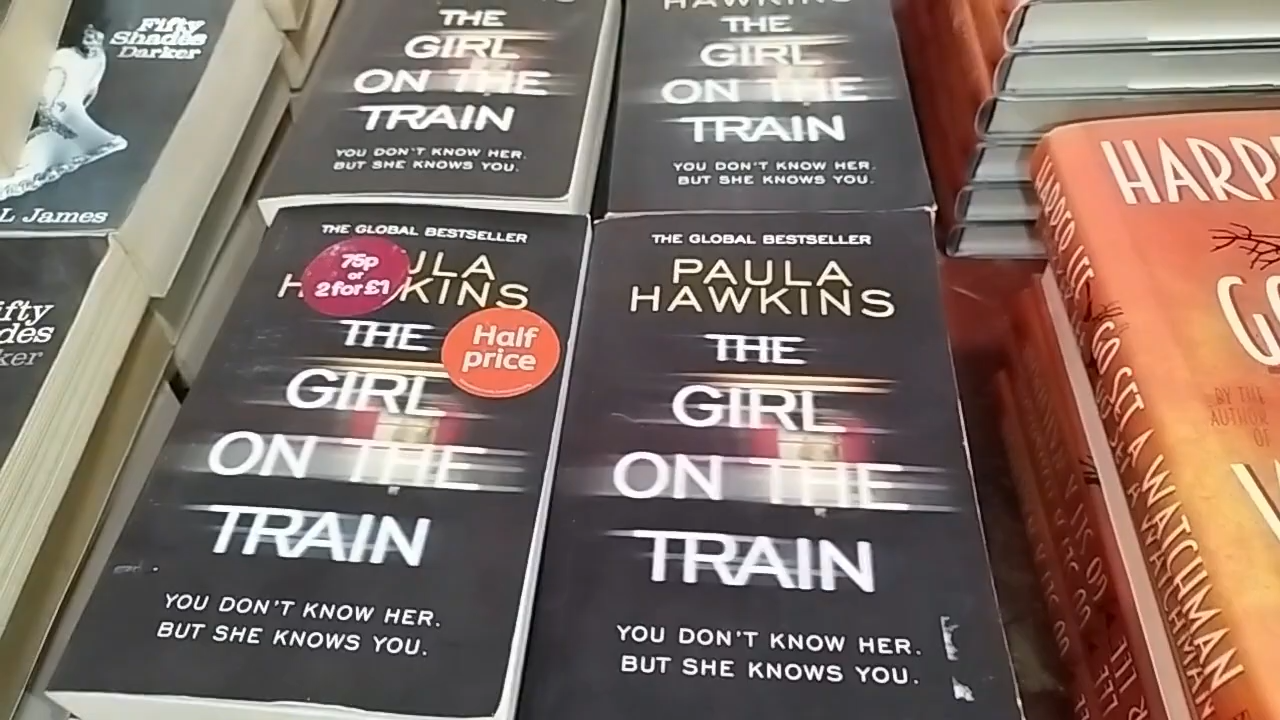 Fifty
Shades
Darker
L James
THE
GIRL
ON THE
TRAIN
YOU DON'T KNOW HER.
BUT SHE KNOWS YOU.
HAWKINS
THE
GIRL
ON THE
TRAIN
YOU DON'T KNOW HER.
BUT SHE KNOWS YOU.
ifty
des
ker
THE GLOBAL BESTSELLER
75p
or
2 for £1
ULA
H KINS
Half
price
THE
GIRL
ON THE
TRAIN
YOU DON'T KNOW HER.
BUT SHE KNOWS YOU.
THE GLOBAL BESTSELLER
PAULA
HAWKINS
THE
GIRL
ON THE
TRAIN
YOU DON'T KNOW HER.
BUT SHE KNOWS YOU.
HARPER LEE GO SET A WATCHMAN
HARP
G
BY THE
AUTHOR
OF